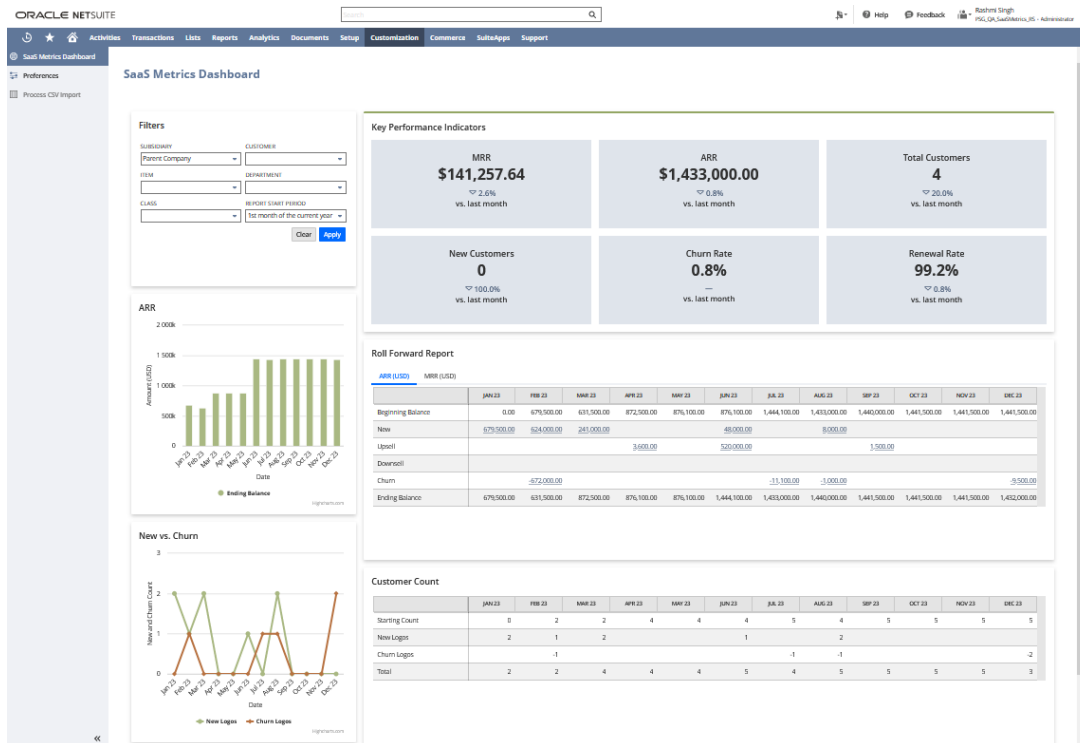 ORACLE NETSUITE
Search
Help
Feedback
Rashmi Singh
PSG_QA_SaaSMetrics_RS - Administrator
Activities Transactions Lists Reports Analytics Documents Setup Customization Commerce SuiteApps Support
SaaS Metrics Dashboard
Preferences
Process CSV Import
SaaS Metrics Dashboard
Filters
SUBSIDIARY CUSTOMER
Parent Company
ITEM DEPARTMENT
CLASS REPORT START PERIOD
1st month of the current year
Clear Apply
Key Performance Indicators
MRR
$141,257.64
2.6%
vs. last month
ARR
$1,433,000.00
0.8%
vs. last month
Total Customers
4
20.0%
vs. last month
New Customers
0
100.0%
vs. last month
Churn Rate
0.8%
—
vs. last month
Renewal Rate
99.2%
0.8%
vs. last month
ARR
2 000k
1 500k
1 000k
500k
0
Amount (USD)
Jan 23 Feb 23 Mar 23 Apr 23 May 23 Jun 23 Jul 23 Aug 23 Sep 23 Oct 23 Nov 23 Dec 23
Date
Ending Balance
Highcharts.com
Roll Forward Report
ARR (USD) MRR (USD)
JAN 23 FEB 23 MAR 23 APR 23 MAY 23 JUN 23 JUL 23 AUG 23 SEP 23 OCT 23 NOV 23 DEC 23
Beginning Balance 0.00 679,500.00 631,500.00 872,500.00 876,100.00 876,100.00 1,444,100.00 1,433,000.00 1,440,000.00 1,441,500.00 1,441,500.00 1,441,500.00
New 679,500.00 624,000.00 241,000.00 48,000.00 8,000.00
Upsell 3,600.00 520,000.00 1,500.00
Downsell
Churn -672,000.00 -11,100.00 -1,000.00 -9,500.00
Ending Balance 679,500.00 631,500.00 872,500.00 876,100.00 876,100.00 1,444,100.00 1,433,000.00 1,440,000.00 1,441,500.00 1,441,500.00 1,441,500.00 1,432,000.00
New vs. Churn
3
2
1
0
New and Churn Count
Jan 23 Feb 23 Mar 23 Apr 23 May 23 Jun 23 Jul 23 Aug 23 Sep 23 Oct 23 Nov 23 Dec 23
Date
New Logos Churn Logos
Highcharts.com
Customer Count
JAN 23 FEB 23 MAR 23 APR 23 MAY 23 JUN 23 JUL 23 AUG 23 SEP 23 OCT 23 NOV 23 DEC 23
Starting Count 0 2 2 4 4 4 5 4 5 5 5 5
New Logos 2 1 2 1 2
Churn Logos -1 -1 -1 -2
Total 2 2 4 4 4 5 4 5 5 5 5 3